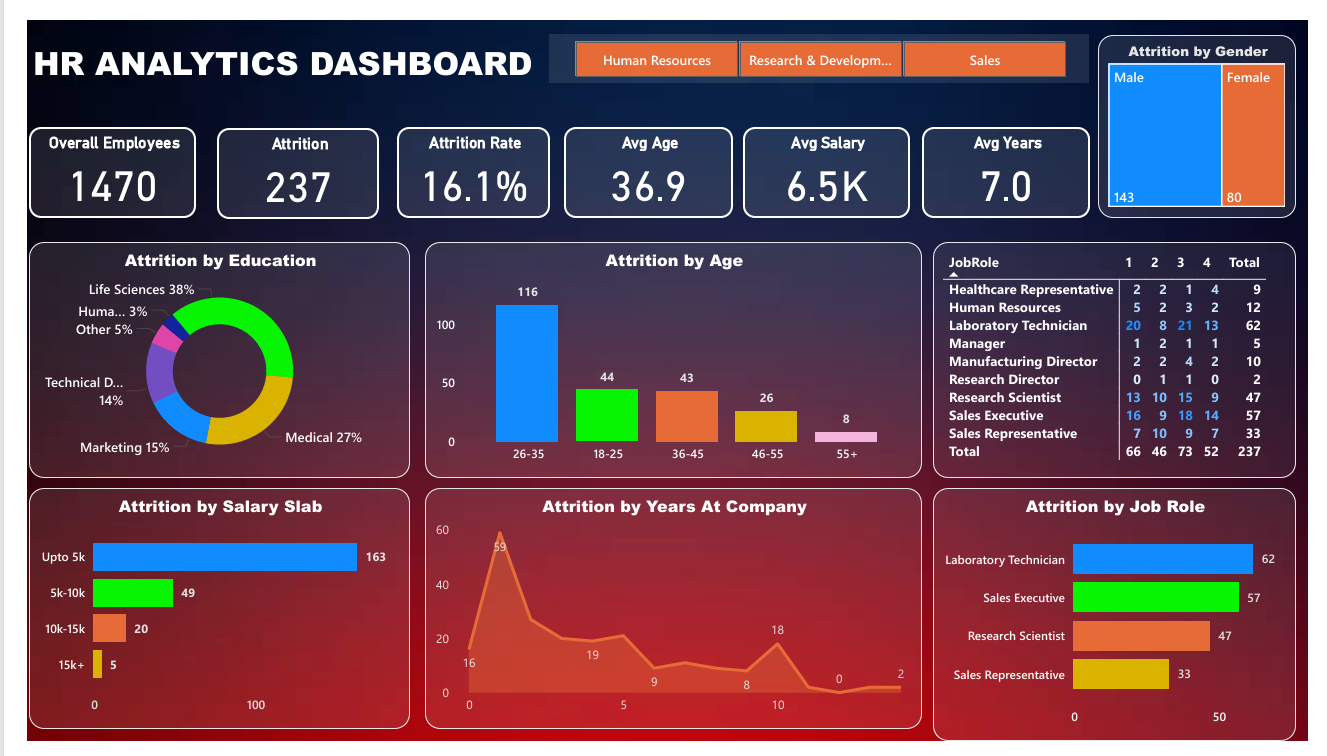 HR ANALYTICS DASHBOARD
Human Resources
Research & Developm...
Sales
Attrition by Gender
Male
Female
143
80
Overall Employees
1470
Attrition
237
Attrition Rate
16.1%
Avg Age
36.9
Avg Salary
6.5K
Avg Years
7.0
Attrition by Education
Life Sciences 38%
Huma... 3%
Other 5%
Technical D...
14%
Marketing 15%
Medical 27%
Attrition by Age
100
50
0
116
44
43
26
8
26-35
18-25
36-45
46-55
55+
JobRole 1 2 3 4 Total
Healthcare Representative 2 2 1 4 9
Human Resources 5 2 3 2 12
Laboratory Technician 20 8 21 13 62
Manager 1 2 1 1 5
Manufacturing Director 2 2 4 2 10
Research Director 0 1 1 0 2
Research Scientist 13 10 15 9 47
Sales Executive 16 9 18 14 57
Sales Representative 7 10 9 7 33
Total 66 46 73 52 237
Attrition by Salary Slab
Upto 5k 163
5k-10k 49
10k-15k 20
15k+ 5
0 100
Attrition by Years At Company
60
40
20
0
16
59
19
9
8
18
0
2
0 5 10
Attrition by Job Role
Laboratory Technician 62
Sales Executive 57
Research Scientist 47
Sales Representative 33
0 50